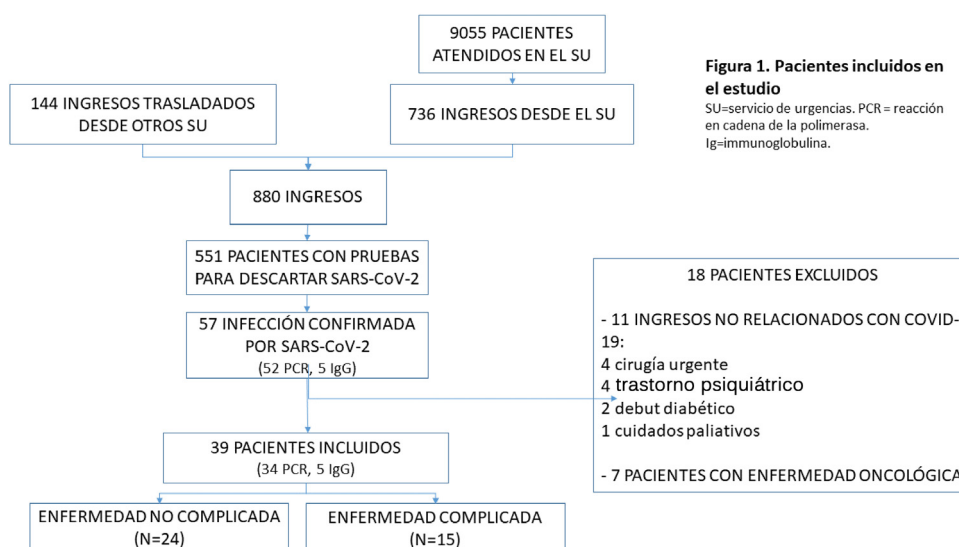 9055 PACIENTES
ATENDIDOS EN EL SU
Figura 1. Pacientes incluidos en
el estudio
SU=servicio de urgencias. PCR = reacción
en cadena de la polimerasa.
Ig=immunoglobulina.
144 INGRESOS TRASLADADOS
DESDE OTROS SU
736 INGRESOS DESDE EL SU
880 INGRESOS
551 PACIENTES CON PRUEBAS
PARA DESCARTAR SARS-CoV-2
57 INFECCIÓN CONFIRMADA
POR SARS-CoV-2
(52 PCR, 5 IgG)
18 PACIENTES EXCLUIDOS
- 11 INGRESOS NO RELACIONADOS CON COVID-
19:
4 cirugía urgente
4 trastorno psiquiátrico
2 debut diabético
1 cuidados paliativos
- 7 PACIENTES CON ENFERMEDAD ONCOLÓGICA
39 PACIENTES INCLUIDOS
(34 PCR, 5 IgG)
ENFERMEDAD NO COMPLICADA
(N=24)
ENFERMEDAD COMPLICADA
(N=15)